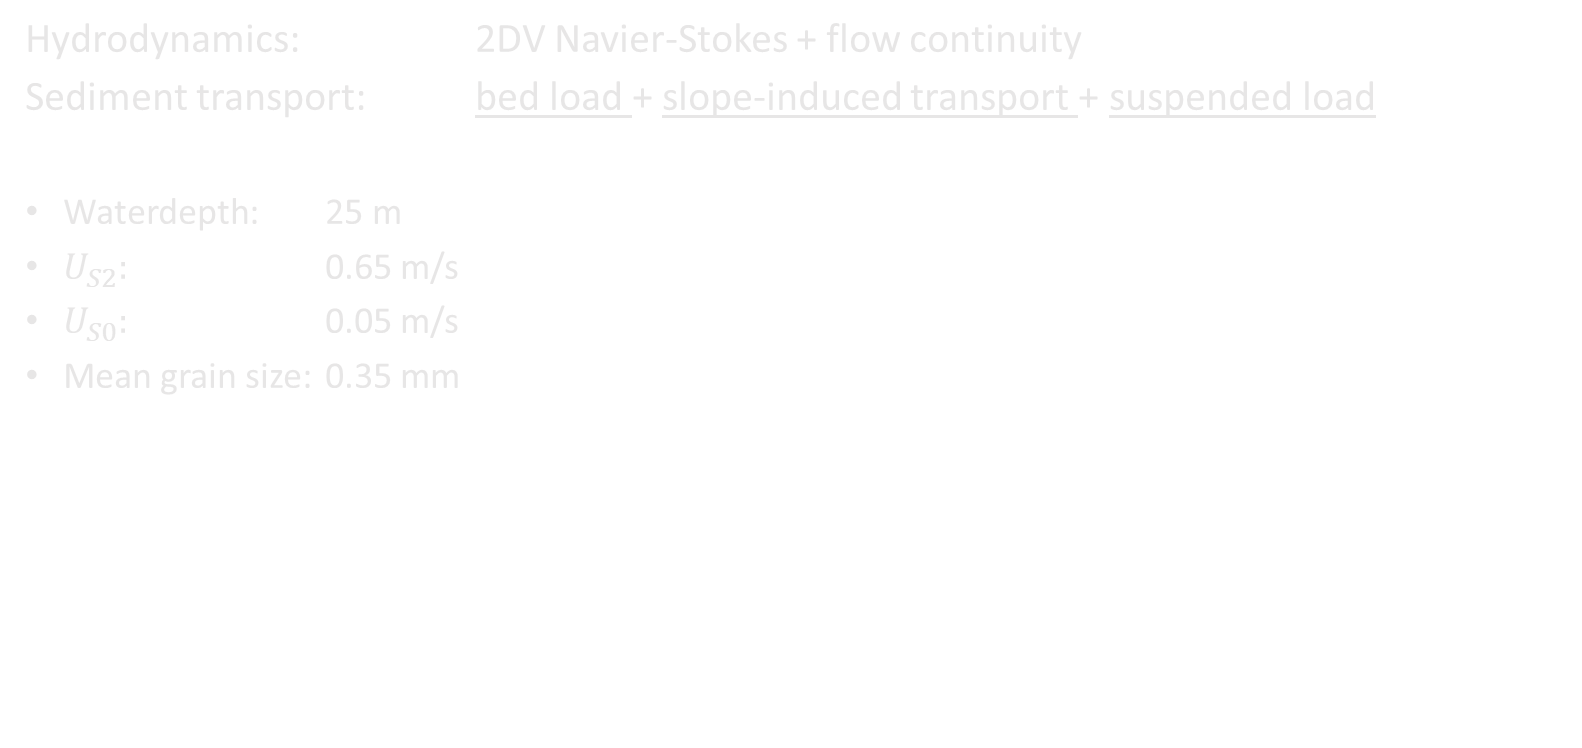 Hydrodynamics: 2DV Navier-Stokes + flow continuity
Sediment transport: bed load + slope-induced transport + suspended load
• Waterdepth: 25 m
• U_S2: 0.65 m/s
• U_S0: 0.05 m/s
• Mean grain size: 0.35 mm